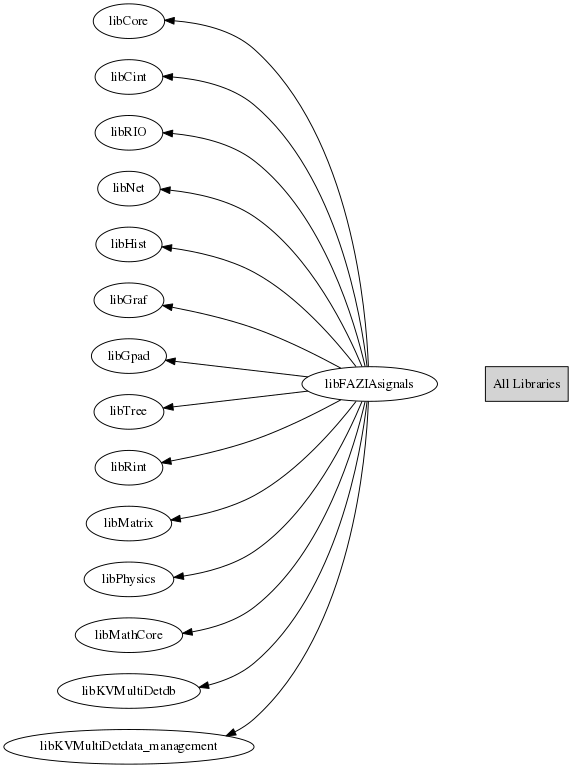 libCore
libCint
libRIO
libNet
libHist
libGraf
libGpad
libFAZIAsignals
All Libraries
libTree
libRint
libMatrix
libPhysics
libMathCore
libKVMultiDetdb
libKVMultiDetdata_management